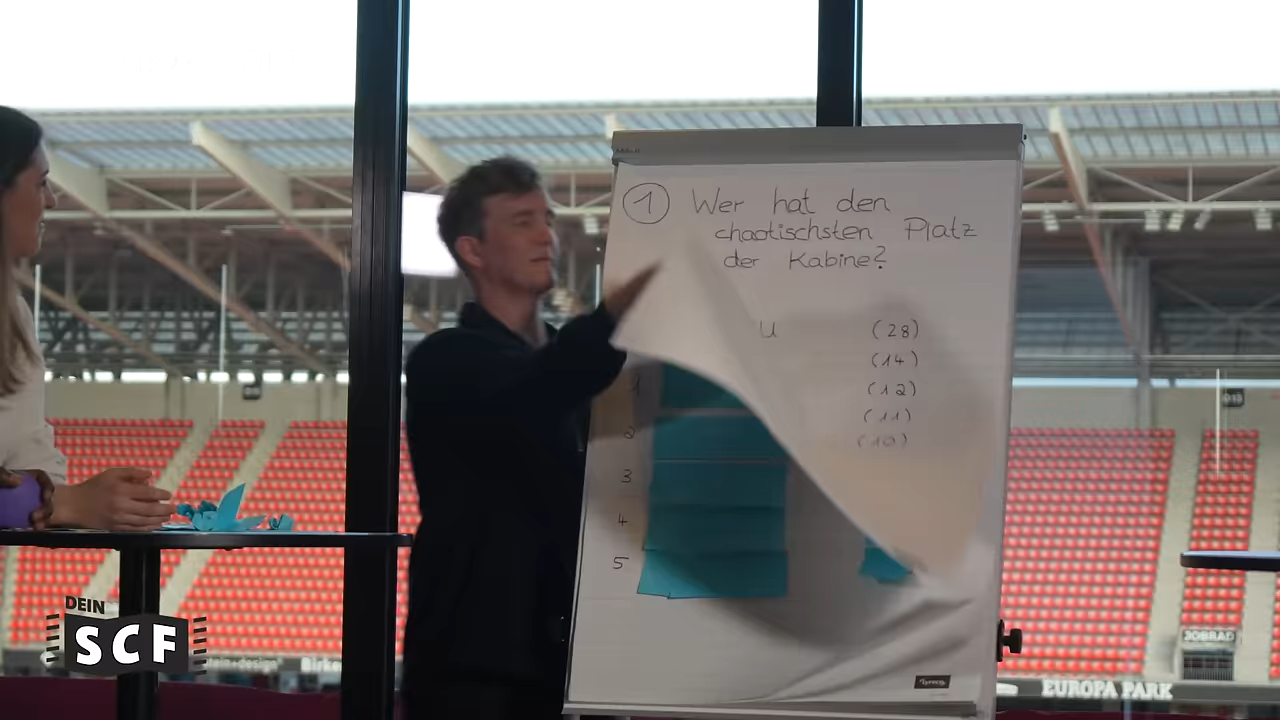 1 Wer hat den
chaotischsten Platz
der Kabine?
u (28)
(14)
1 (12)
(11)
2 (10)
3
4
5
DEIN
SCF
JOBRAD
EUROPA PARK